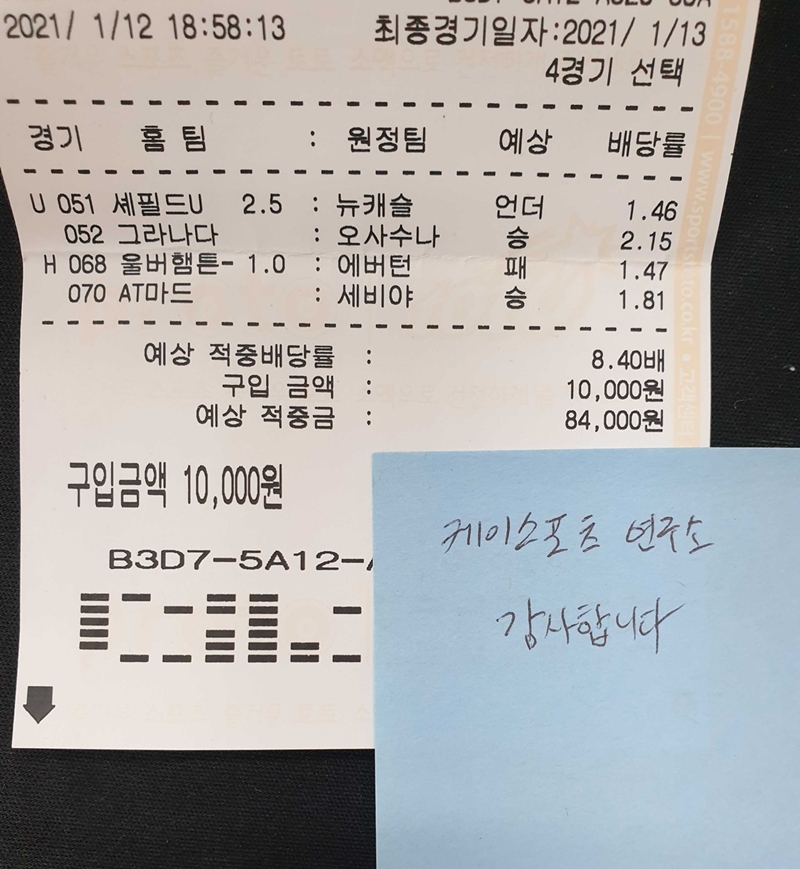 2021/ 1/12 18:58:13 최종경기일자:2021/ 1/13
4경기 선택
경기 홈 팀 : 원정팀 예상 배당률
U 051 셰필드U 2.5 : 뉴캐슬 언더 1.46
052 그라나다 : 오사수나 승 2.15
H 068 울버햄튼- 1.0 : 에버턴 패 1.47
070 AT마드 : 세비야 승 1.81
예상 적중배당률 : 8.40배
구입 금액 : 10,000원
예상 적중금 : 84,000원
구입금액 10,000원
B3D7-5A12-
케이스포츠 연구소
감사합니다
1588-4900 | www.sportstoto.co.kr